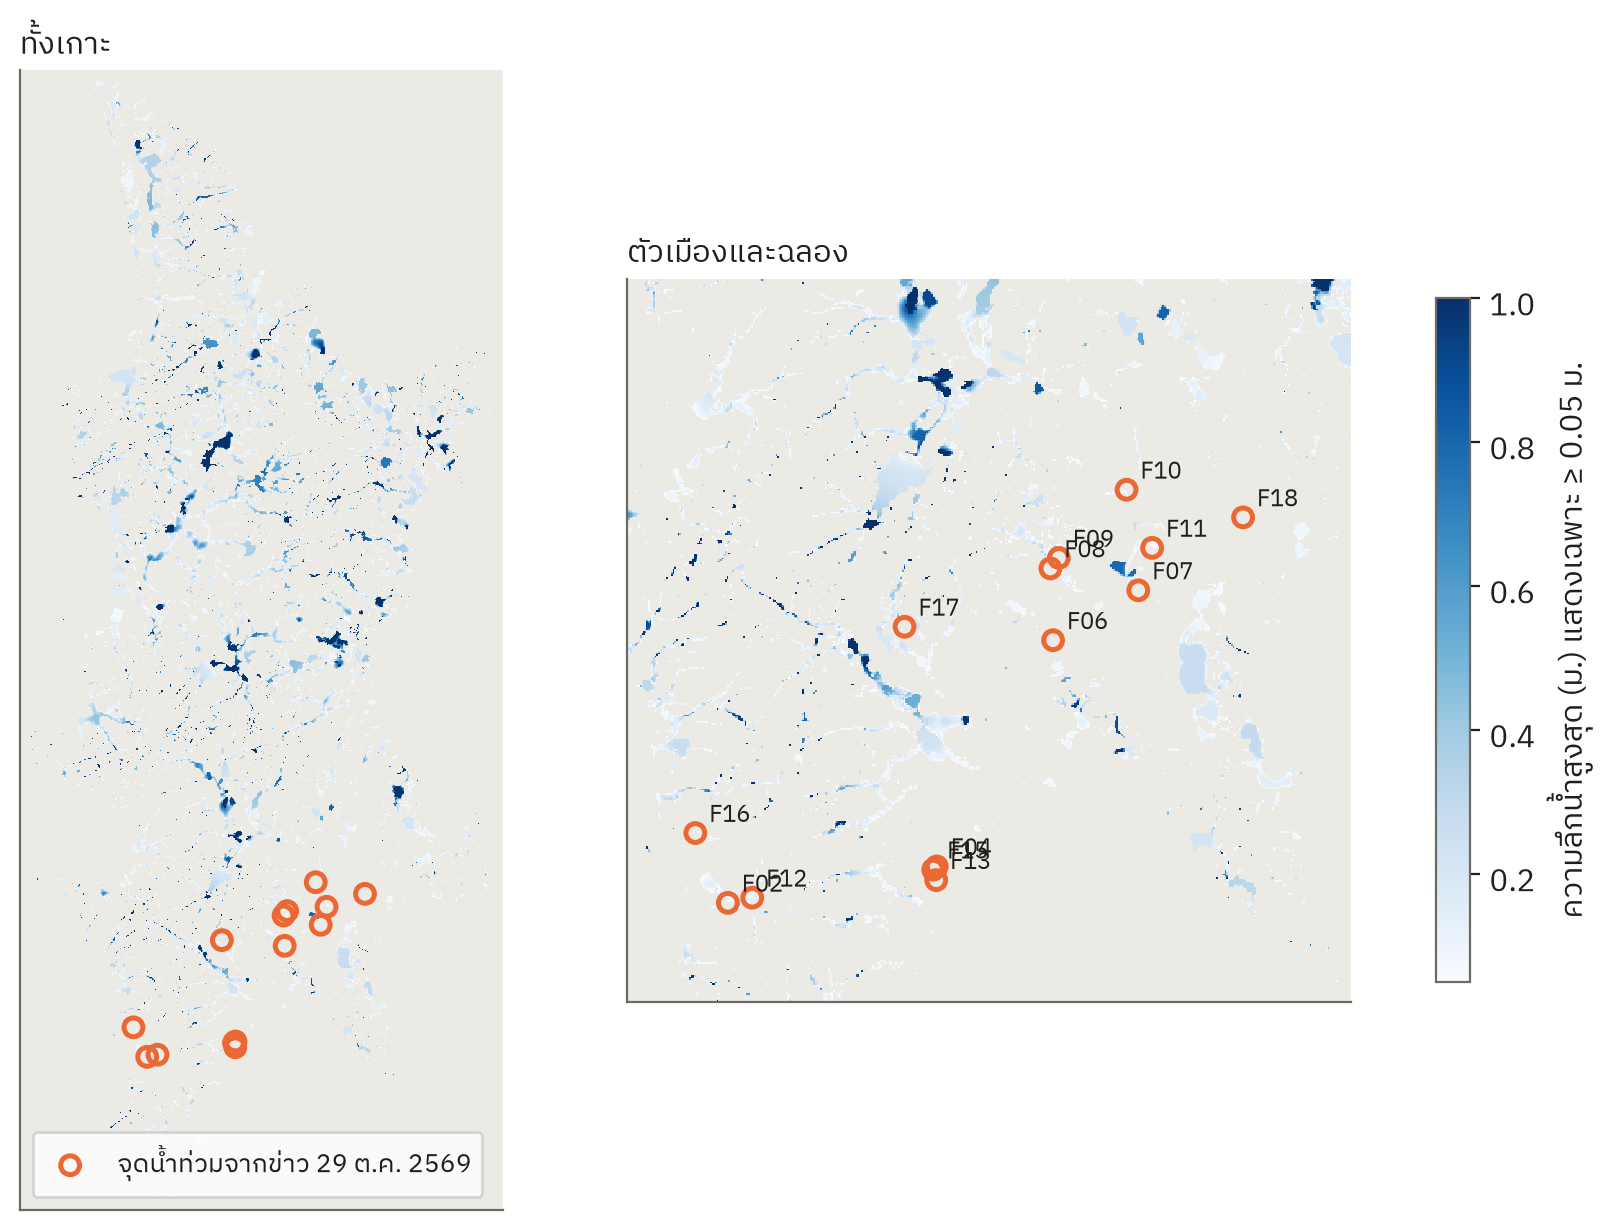 ทั้งเกาะ
จุดน้ำท่วมจากข่าว 29 ต.ค. 2569
ตัวเมืองและฉลอง
F10
F18
F11
F09
F08
F07
F17
F06
F16
F04
F15
F13
F12
F02
1.0
0.8
0.6
0.4
0.2
ความลึกน้ำสูงสุด (ม.) แสดงเฉพาะ ≥ 0.05 ม.